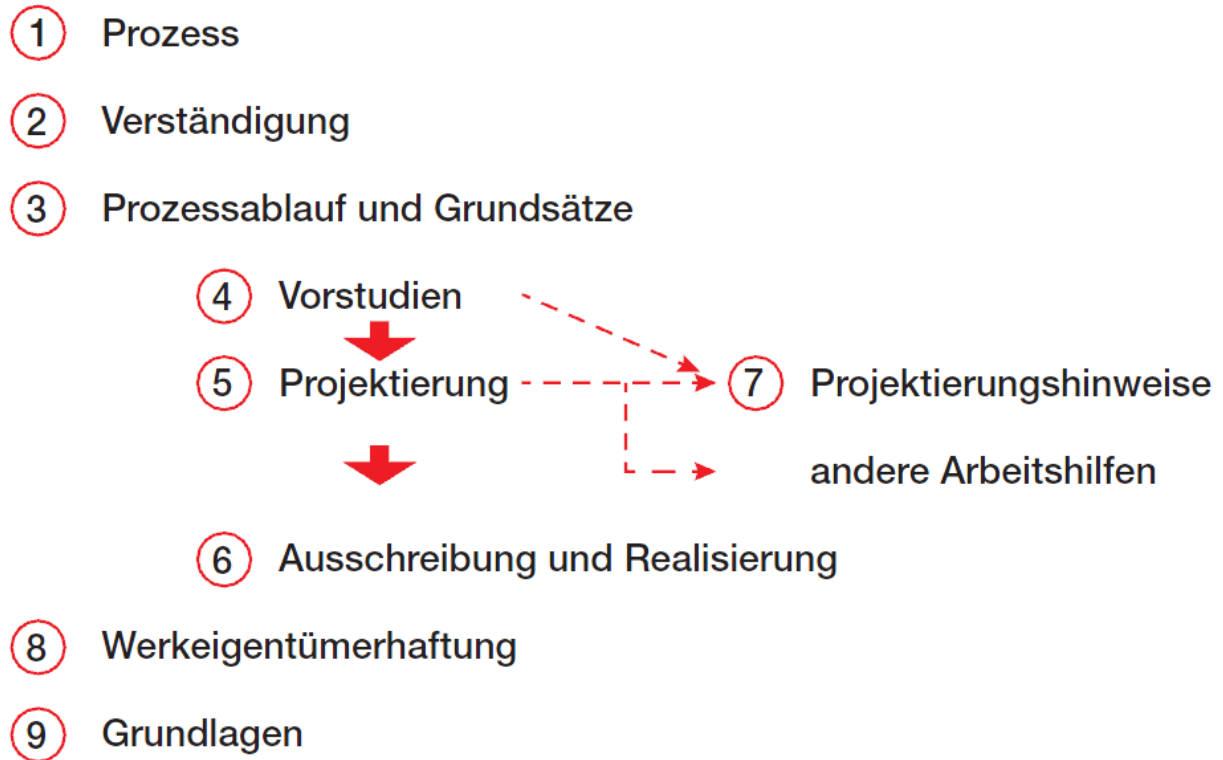 1 Prozess
2 Verständigung
3 Prozessablauf und Grundsätze
4 Vorstudien
5 Projektierung
7 Projektierungshinweise
andere Arbeitshilfen
6 Ausschreibung und Realisierung
8 Werkeigentümerhaftung
9 Grundlagen